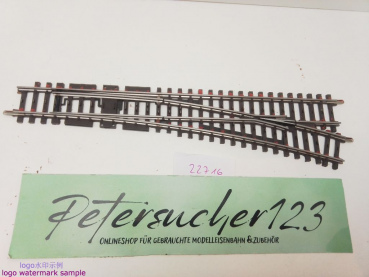 22716
Petersucher123
ONLINESHOP FÜR GEBRAUCHTE MODELLEISENBAHN & ZUBEHÖR
logo水印示例
logo watermark sample